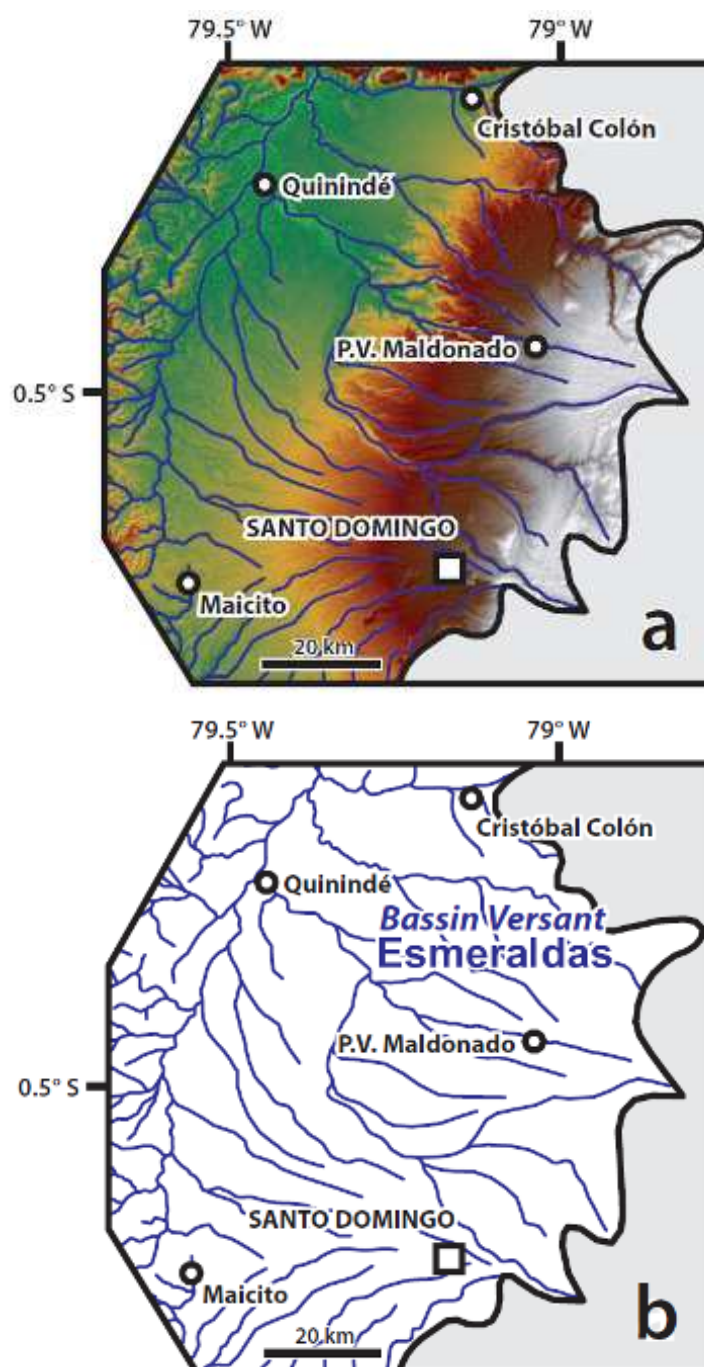 79.5° W 79° W
Cristóbal Colón
Quinindé
P.V. Maldonado
0.5° S
SANTO DOMINGO
Maicito
20 km
a
79.5° W 79° W
Cristóbal Colón
Quinindé
Bassin Versant
Esmeraldas
P.V. Maldonado
0.5° S
SANTO DOMINGO
Maicito
20 km
b